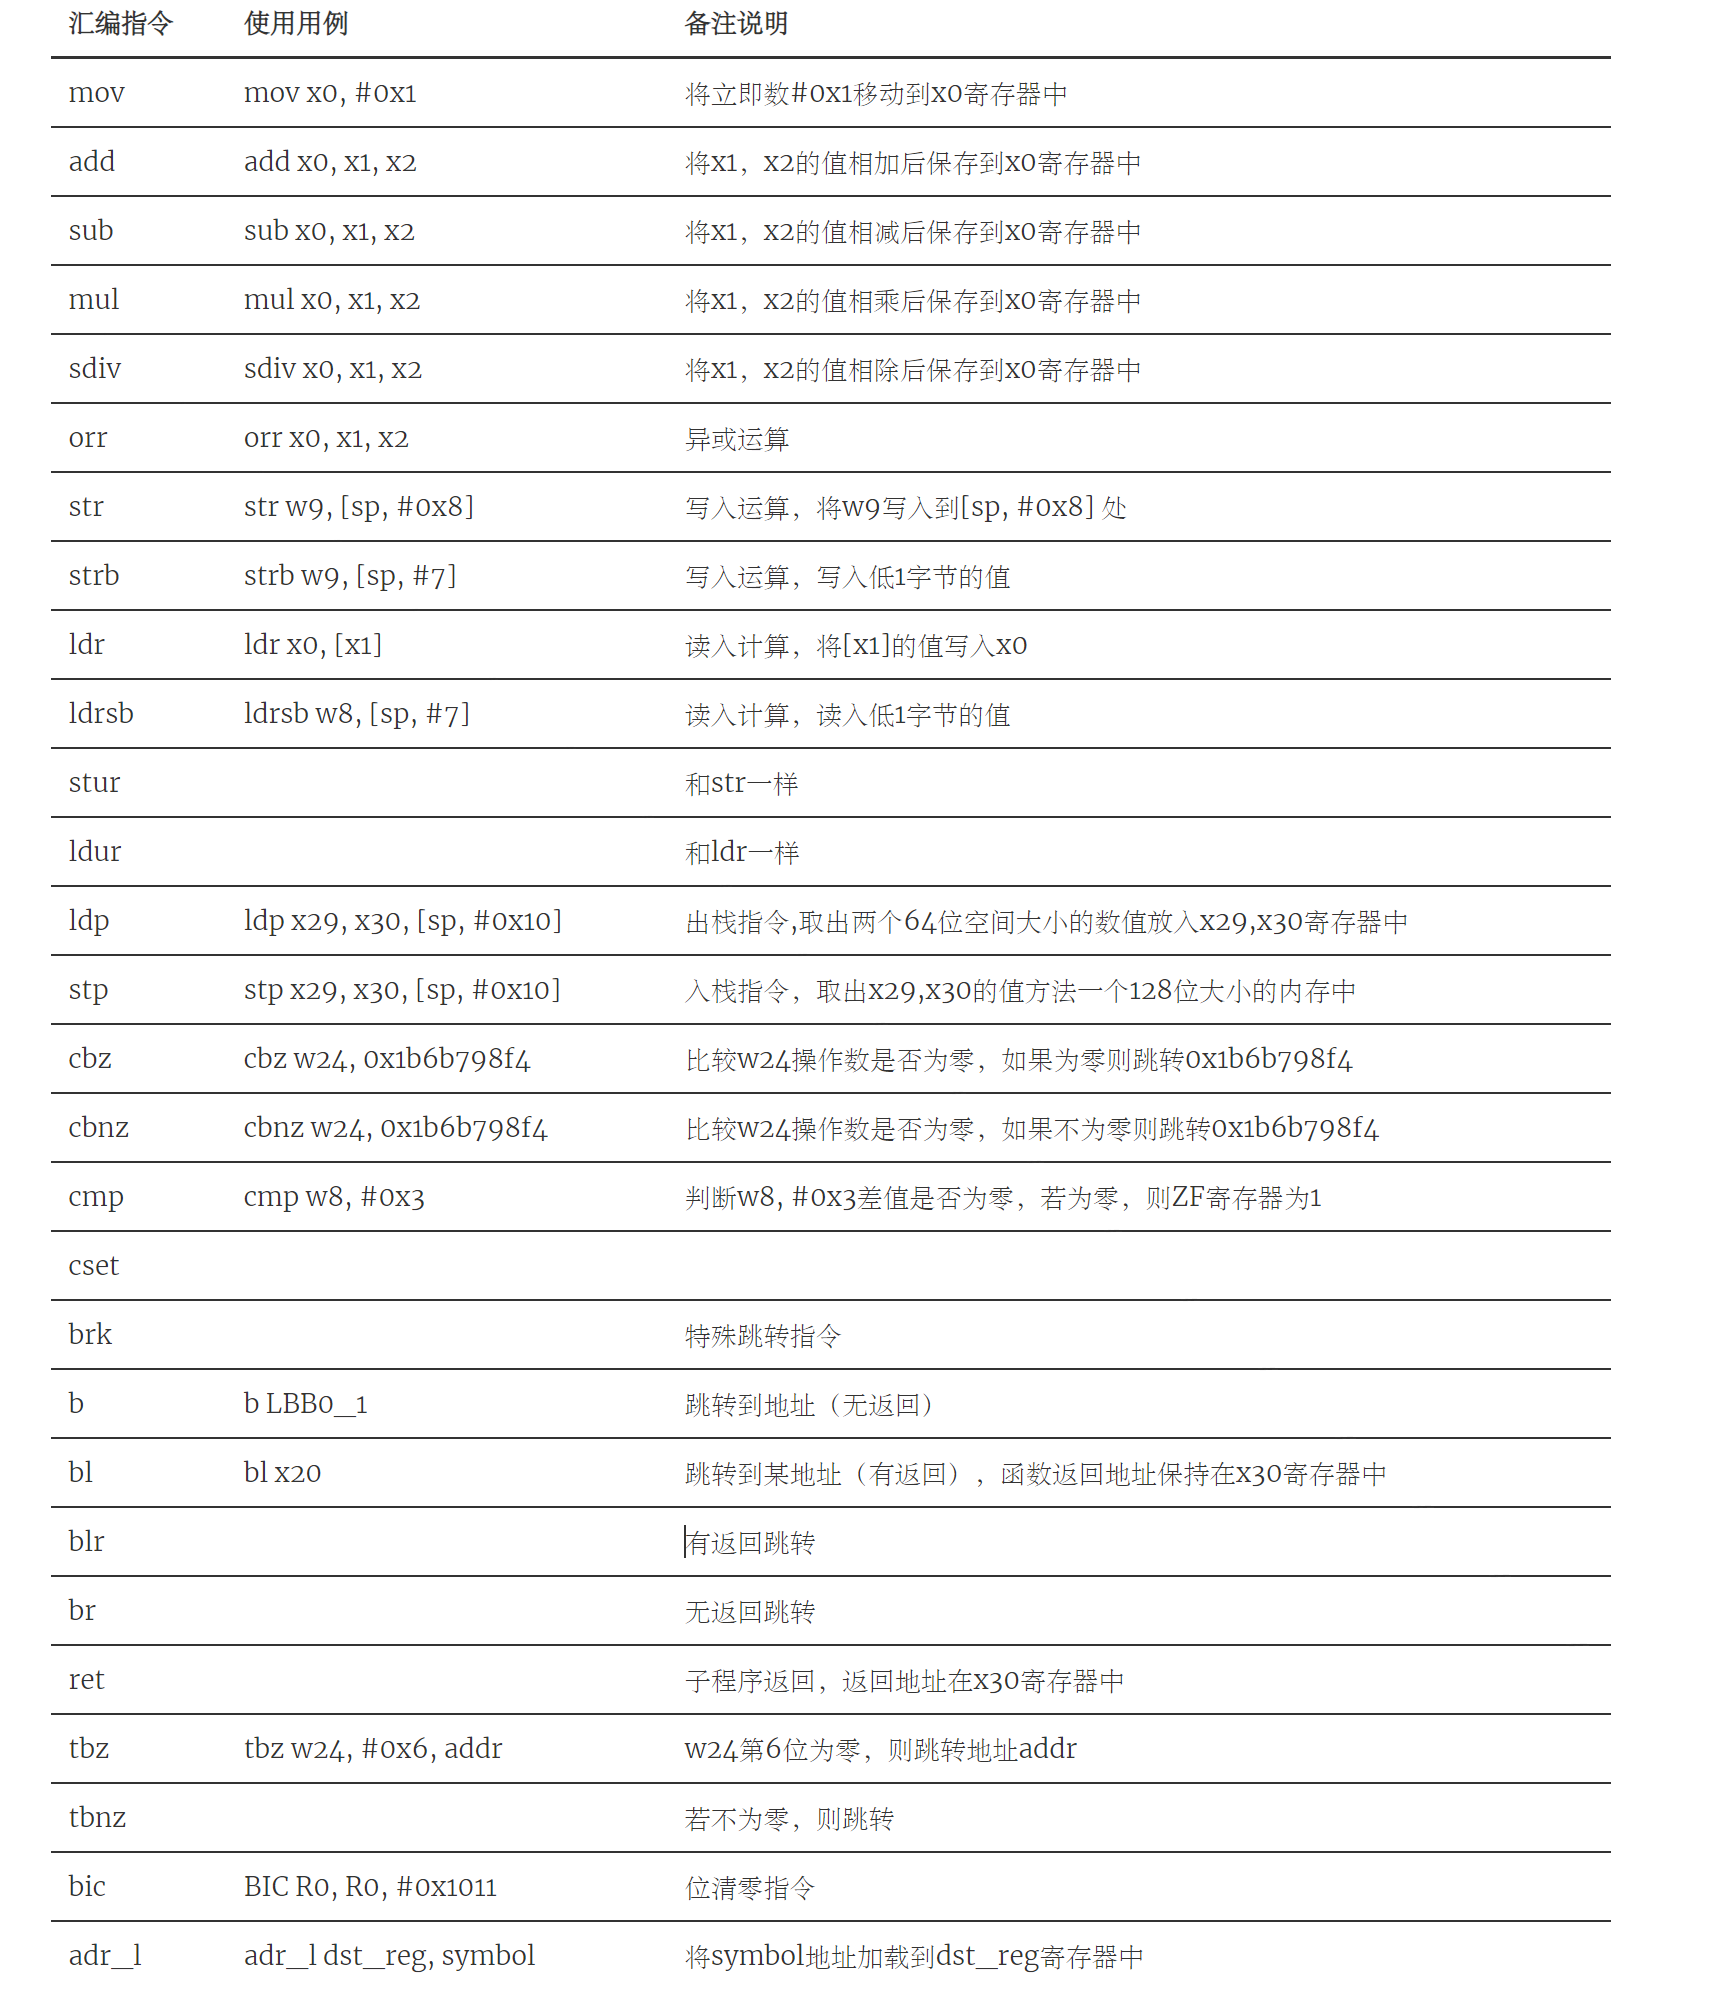 汇编指令 使用用例 备注说明
mov mov x0, #0x1 将立即数#0x1移动到x0寄存器中
add add x0, x1, x2 将x1，x2的值相加后保存到x0寄存器中
sub sub x0, x1, x2 将x1，x2的值相减后保存到x0寄存器中
mul mul x0, x1, x2 将x1，x2的值相乘后保存到x0寄存器中
sdiv sdiv x0, x1, x2 将x1，x2的值相除后保存到x0寄存器中
orr orr x0, x1, x2 异或运算
str str w9, [sp, #0x8] 写入运算，将w9写入到[sp, #0x8] 处
strb strb w9, [sp, #7] 写入运算，写入低1字节的值
ldr ldr x0, [x1] 读入计算，将[x1]的值写入x0
ldrsb ldrsb w8, [sp, #7] 读入计算，读入低1字节的值
stur 和str一样
ldur 和ldr一样
ldp ldp x29, x30, [sp, #0x10] 出栈指令,取出两个64位空间大小的数值放入x29,x30寄存器中
stp stp x29, x30, [sp, #0x10] 入栈指令，取出x29,x30的值方法一个128位大小的内存中
cbz cbz w24, 0x1b6b798f4 比较w24操作数是否为零，如果为零则跳转0x1b6b798f4
cbnz cbnz w24, 0x1b6b798f4 比较w24操作数是否为零，如果不为零则跳转0x1b6b798f4
cmp cmp w8, #0x3 判断w8, #0x3差值是否为零，若为零，则ZF寄存器为1
cset
brk 特殊跳转指令
b b LBB0_1 跳转到地址（无返回）
bl bl x20 跳转到某地址（有返回），函数返回地址保持在x30寄存器中
blr 有返回跳转
br 无返回跳转
ret 子程序返回，返回地址在x30寄存器中
tbz tbz w24, #0x6, addr w24第6位为零，则跳转地址addr
tbnz 若不为零，则跳转
bic BIC R0, R0, #0x1011 位清零指令
adr_l adr_l dst_reg, symbol 将symbol地址加载到dst_reg寄存器中